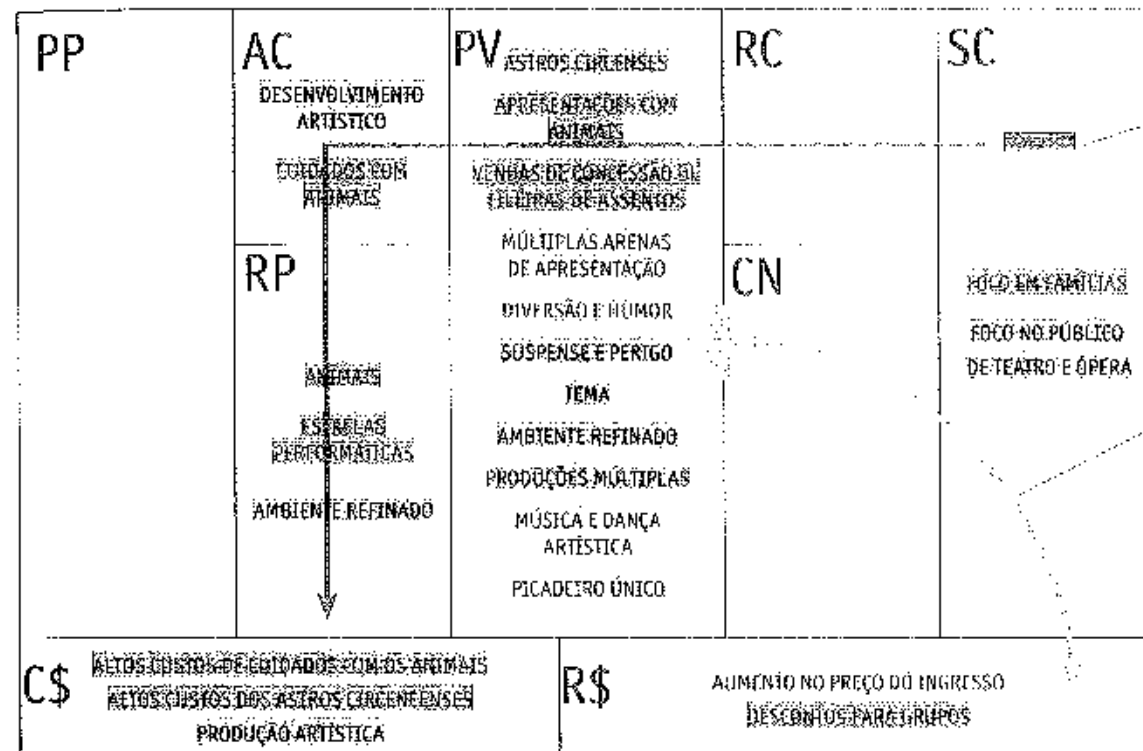 PP
AC
DESENVOLVIMENTO
ARTÍSTICO
CUIDADOS COM
ANIMAIS
RP
ANIMAIS
ESTRELAS
PERFORMÁTICAS
AMBIENTE REFINADO
PV
ASTROS CIRCENSES
APRESENTAÇÕES COM
ANIMAIS
VENDAS DE CONCESSÃO DE
FILEIRAS DE ASSENTOS
MÚLTIPLAS ARENAS
DE APRESENTAÇÃO
DIVERSÃO E HUMOR
SUSPENSE E PERIGO
TEMA
AMBIENTE REFINADO
PRODUÇÕES MÚLTIPLAS
MÚSICA E DANÇA
ARTÍSTICA
PICADEIRO ÚNICO
RC
CN
SC
FOCO EM FAMÍLIAS
FOCO NO PÚBLICO
DE TEATRO E ÓPERA
C$
ALTOS CUSTOS DE CUIDADOS COM OS ANIMAIS
ALTOS CUSTOS DOS ASTROS CIRCENCENSES
PRODUÇÃO ARTÍSTICA
R$
AUMENTO NO PREÇO DO INGRESSO
DESCONTOS PARA GRUPOS